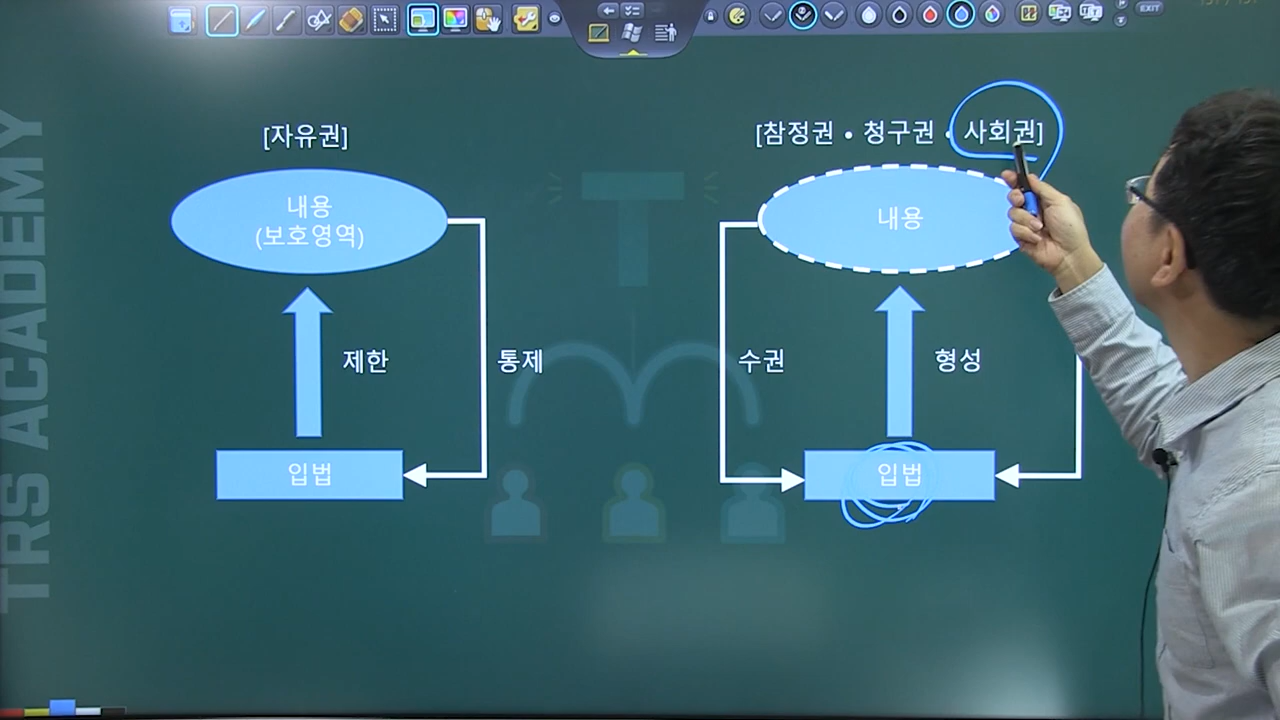 EXIT
[자유권]
내용
(보호영역)
제한
통제
입법
[참정권 • 청구권 • 사회권]
내용
수권
형성
입법
TRS ACADEMY